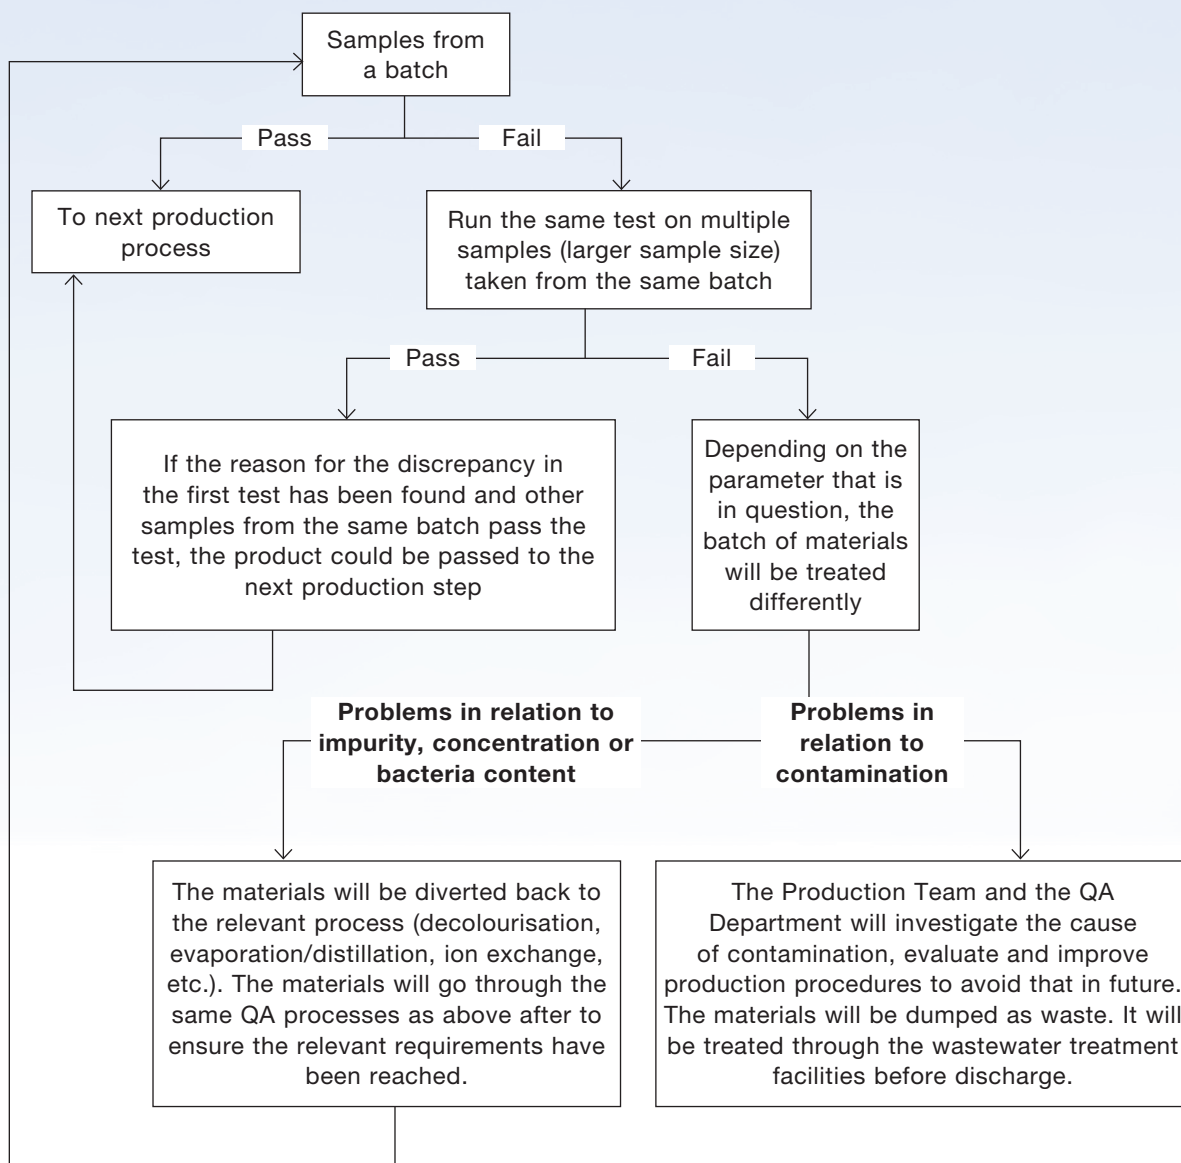 Samples from
a batch
Pass
Fail
To next production
process
Run the same test on multiple
samples (larger sample size)
taken from the same batch
Pass
Fail
If the reason for the discrepancy in
the first test has been found and other
samples from the same batch pass the
test, the product could be passed to the
next production step
Depending on the
parameter that is
in question, the
batch of materials
will be treated
differently
Problems in relation to
impurity, concentration or
bacteria content
Problems in
relation to
contamination
The materials will be diverted back to
the relevant process (decolourisation,
evaporation/distillation, ion exchange,
etc.). The materials will go through the
same QA processes as above after to
ensure the relevant requirements have
been reached.
The Production Team and the QA
Department will investigate the cause
of contamination, evaluate and improve
production procedures to avoid that in future.
The materials will be dumped as waste. It will
be treated through the wastewater treatment
facilities before discharge.